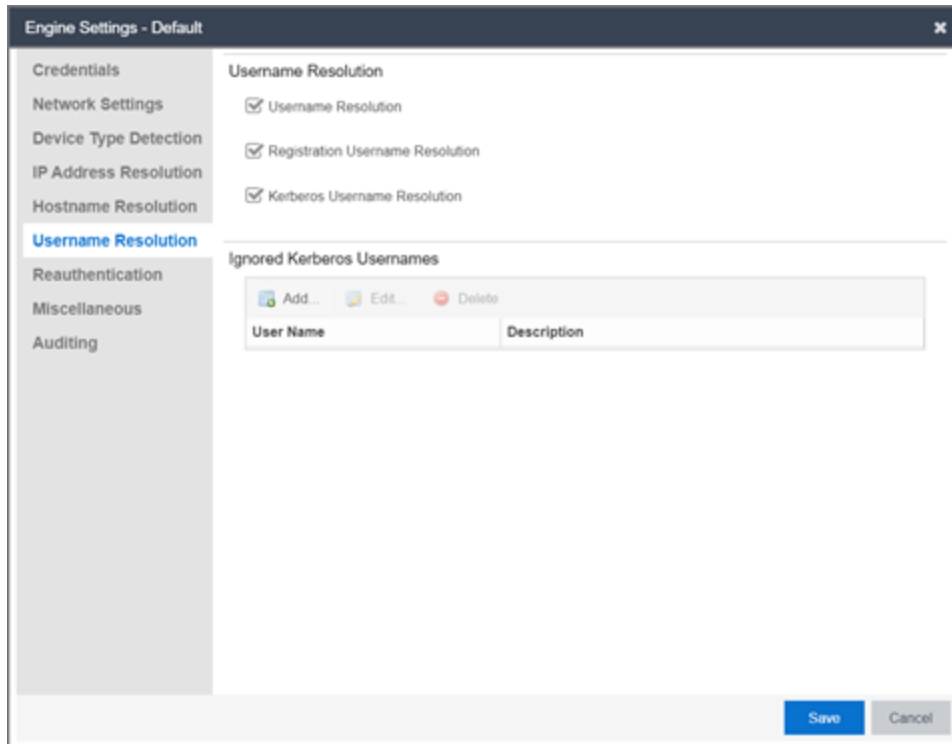 Engine Settings - Default
Credentials
Network Settings
Device Type Detection
IP Address Resolution
Hostname Resolution
Username Resolution
Reauthentication
Miscellaneous
Auditing
Username Resolution
Username Resolution
Registration Username Resolution
Kerberos Username Resolution
Ignored Kerberos Usernames
Add... Edit... Delete
User Name Description
Save Cancel